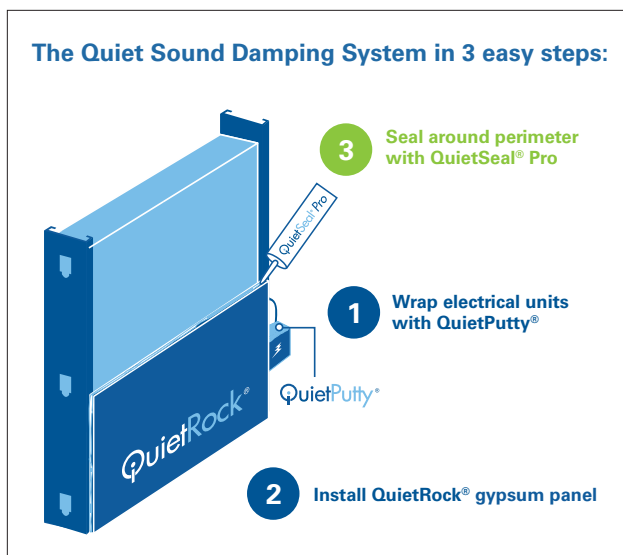 The Quiet Sound Damping System in 3 easy steps:
3
Seal around perimeter
with QuietSeal® Pro
QuietSeal® Pro
1
Wrap electrical units
with QuietPutty®
QuietPutty®
QuietRock®
2
Install QuietRock® gypsum panel